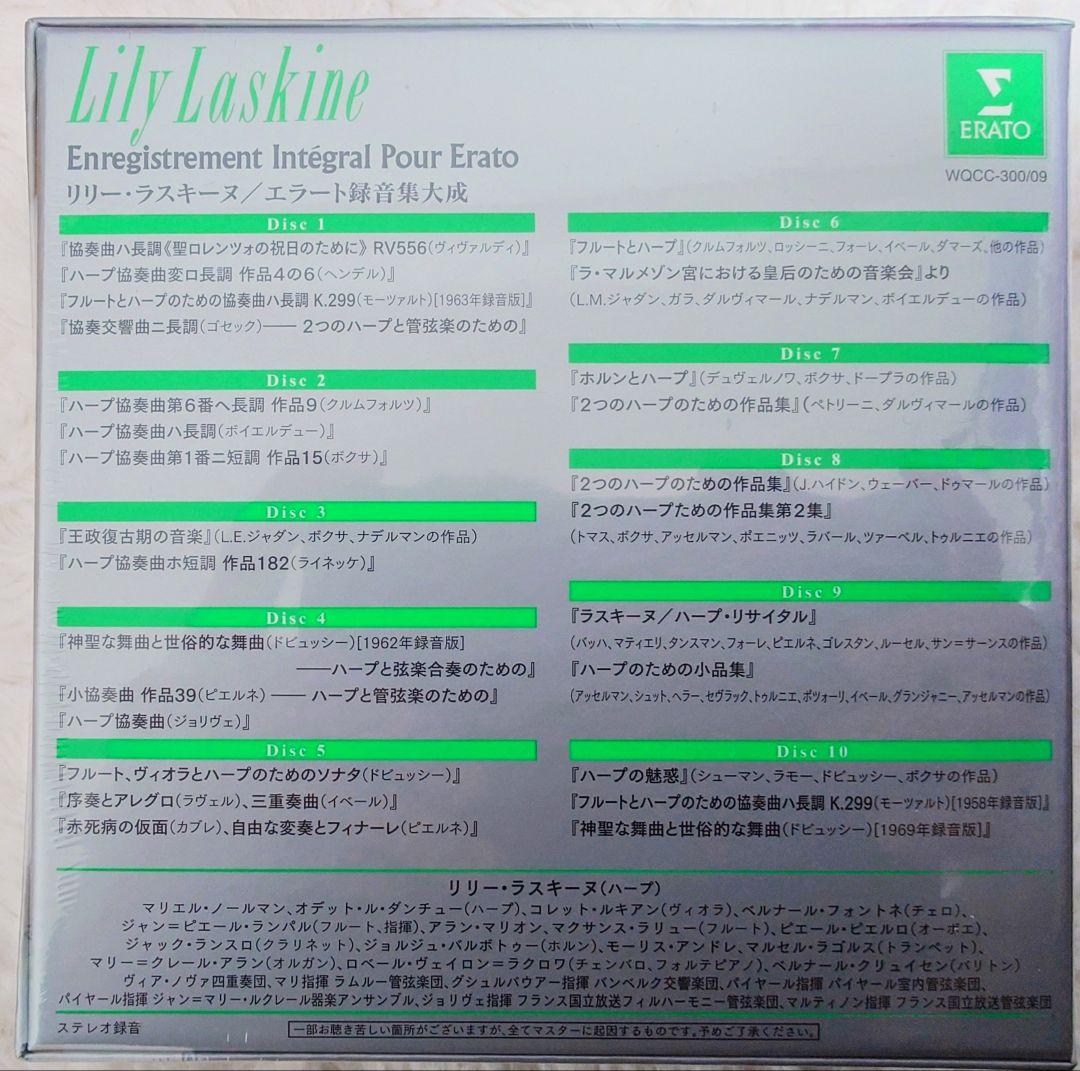 Lily Laskine
Enregistrement Intégral Pour Erato
リリー・ラスキーヌ／エラート録音集大成
ERATO
WQCC-300/09
Disc 1
『協奏曲ハ長調《聖ロレンツォの祝日のために》 RV556(ヴィヴァルディ)』
『ハープ協奏曲変ロ長調 作品4の6(ヘンデル)』
『フルートとハープのための協奏曲ハ長調 K.299(モーツァルト)[1963年録音版]』
『協奏交響曲ニ長調(ゴセック)―― 2つのハープと管弦楽のための』
Disc 2
『ハープ協奏曲第6番ヘ長調 作品9(クルムフォルツ)』
『ハープ協奏曲ハ長調(ボイエルデュー)』
『ハープ協奏曲第1番ニ短調 作品15(ボクサ)』
Disc 3
『王政復古期の音楽』(L.E.ジャダン、ボクサ、ナデルマンの作品)
『ハープ協奏曲ホ短調 作品182(ライネッケ)』
Disc 4
『神聖な舞曲と世俗的な舞曲(ドビュッシー)[1962年録音版]
――ハープと弦楽合奏のための』
『小協奏曲 作品39(ピエルネ) ―― ハープと管弦楽のための』
『ハープ協奏曲(ジョリヴェ)』
Disc 5
『フルート、ヴィオラとハープのためのソナタ(ドビュッシー)』
『序奏とアレグロ(ラヴェル)、三重奏曲(イベール)』
『赤死病の仮面(カプレ)、自由な変奏とフィナーレ(ピエルネ)』
Disc 6
『フルートとハープ』(クルムフォルツ、ロッシーニ、フォーレ、イベール、ダマーズ、他の作品)
『ラ・マルメゾン宮における皇后のための音楽会』より
(L.M.ジャダン、ガラ、ダルヴィマール、ナデルマン、ボイエルデューの作品)
Disc 7
『ホルンとハープ』(デュヴェルノワ、ボクサ、ドープラの作品)
『2つのハープのための作品集』(ペトリーニ、ダルヴィマールの作品)
Disc 8
『2つのハープのための作品集』(J.ハイドン、ウェーバー、ドゥマールの作品)
『2つのハープための作品集第2集』
(トマス、ボクサ、アッセルマン、ポエニッツ、ラバール、ツァーベル、トゥルニエの作品)
Disc 9
『ラスキーヌ／ハープ・リサイタル』
(バッハ、マティエリ、タンスマン、フォーレ、ピエルネ、ゴレスタン、ルーセル、サン＝サーンスの作品)
『ハープのための小品集』
(アッセルマン、シュット、ヘラー、セヴラック、トゥルニエ、ポツォーリ、イベール、グランジャニー、アッセルマンの作品)
Disc 10
『ハープの魅惑』(シューマン、ラモー、ドビュッシー、ボクサの作品)
『フルートとハープのための協奏曲ハ長調 K.299(モーツァルト)[1958年録音版]』
『神聖な舞曲と世俗的な舞曲(ドビュッシー)[1969年録音版]』
リリー・ラスキーヌ(ハープ)
マリエル・ノールマン、オデット・ル・ダンチュー(ハープ)、コレット・ルキアン(ヴィオラ)、ベルナール・フォントネ(チェロ)、
ジャン＝ピエール・ランパル(フルート、指揮)、アラン・マリオン、マクサンス・ラリュー(フルート)、ピエール・ピエルロ(オーボエ)、
ジャック・ランスロ(クラリネット)、ジョルジュ・バルボトゥー(ホルン)、モーリス・アンドレ、マルセル・ラゴルス(トランペット)、
マリー＝クレール・アラン(オルガン)、ロベール・ヴェイロン＝ラクロワ(チェンバロ、フォルテピアノ)、ベルナール・クリュイセン(バリトン)
ヴィア・ノヴァ四重奏団、マリ指揮 ラムルー管弦楽団、グシュルバウアー指揮 バンベルク交響楽団、パイヤール指揮 パイヤール室内管弦楽団、
パイヤール指揮 ジャン＝マリー・ルクレール器楽アンサンブル、ジョリヴェ指揮 フランス国立放送フィルハーモニー管弦楽団、マルティノン指揮 フランス国立放送管弦楽団
ステレオ録音
一部お聴き苦しい箇所がございますが、全てマスターに起因するものです。予めご了承ください。